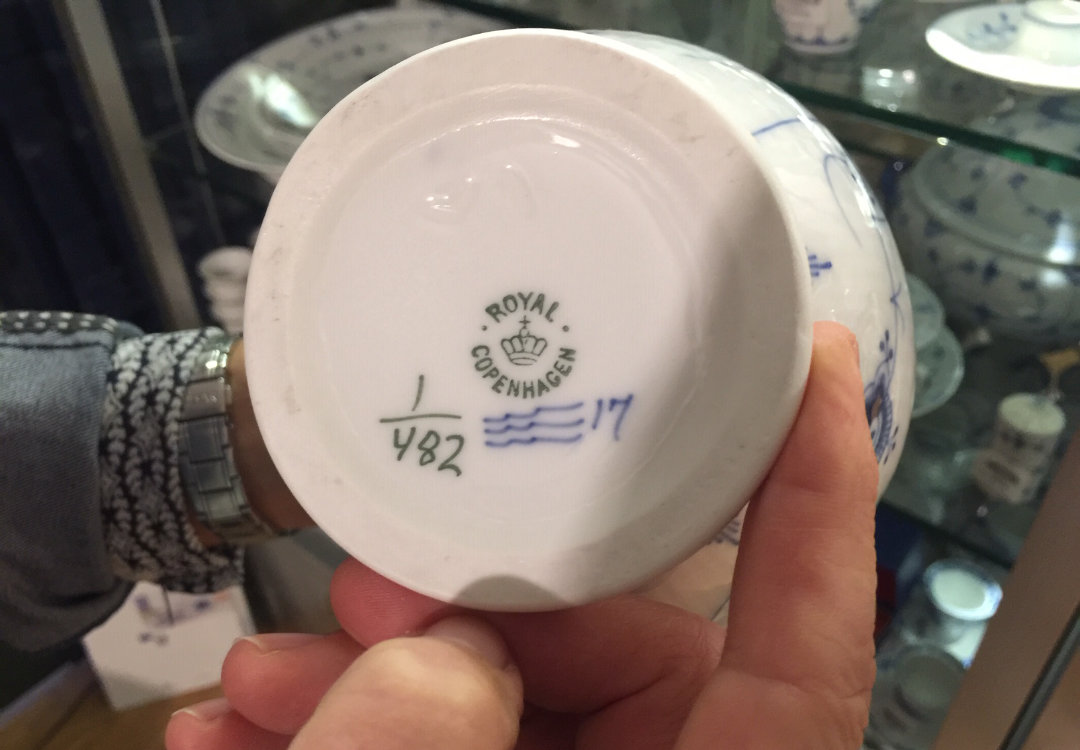 ROYAL
COPENHAGEN
1
482
17